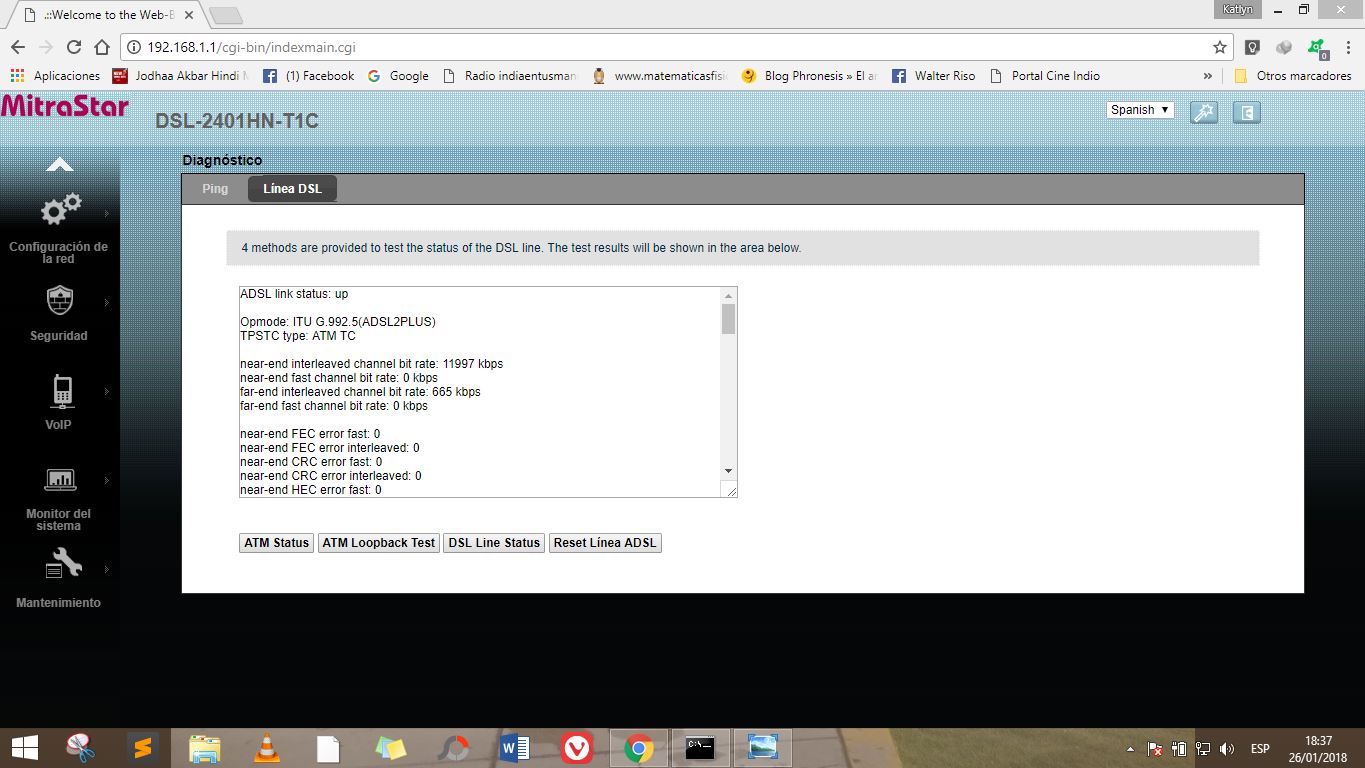 .::Welcome to the Web-B
Katlyn
192.168.1.1/cgi-bin/indexmain.cgi
0
Aplicaciones
Jodhaa Akbar Hindi M
(1) Facebook
Google
Radio indiaentusman
www.matematicasfisi
Blog Phronesis » El ar
Walter Riso
Portal Cine Indio
»
Otros marcadores
MitraStar
DSL-2401HN-T1C
Spanish
Diagnóstico
Ping
Línea DSL
4 methods are provided to test the status of the DSL line. The test results will be shown in the area below.
ADSL link status: up
Opmode: ITU G.992.5(ADSL2PLUS)
TPSTC type: ATM TC
near-end interleaved channel bit rate: 11997 kbps
near-end fast channel bit rate: 0 kbps
far-end interleaved channel bit rate: 665 kbps
far-end fast channel bit rate: 0 kbps
near-end FEC error fast: 0
near-end FEC error interleaved: 0
near-end CRC error fast: 0
near-end CRC error interleaved: 0
near-end HEC error fast: 0
ATM Status
ATM Loopback Test
DSL Line Status
Reset Línea ADSL
Configuración de
la red
Seguridad
VoIP
Monitor del
sistema
Mantenimiento
ESP
18:37
26/01/2018